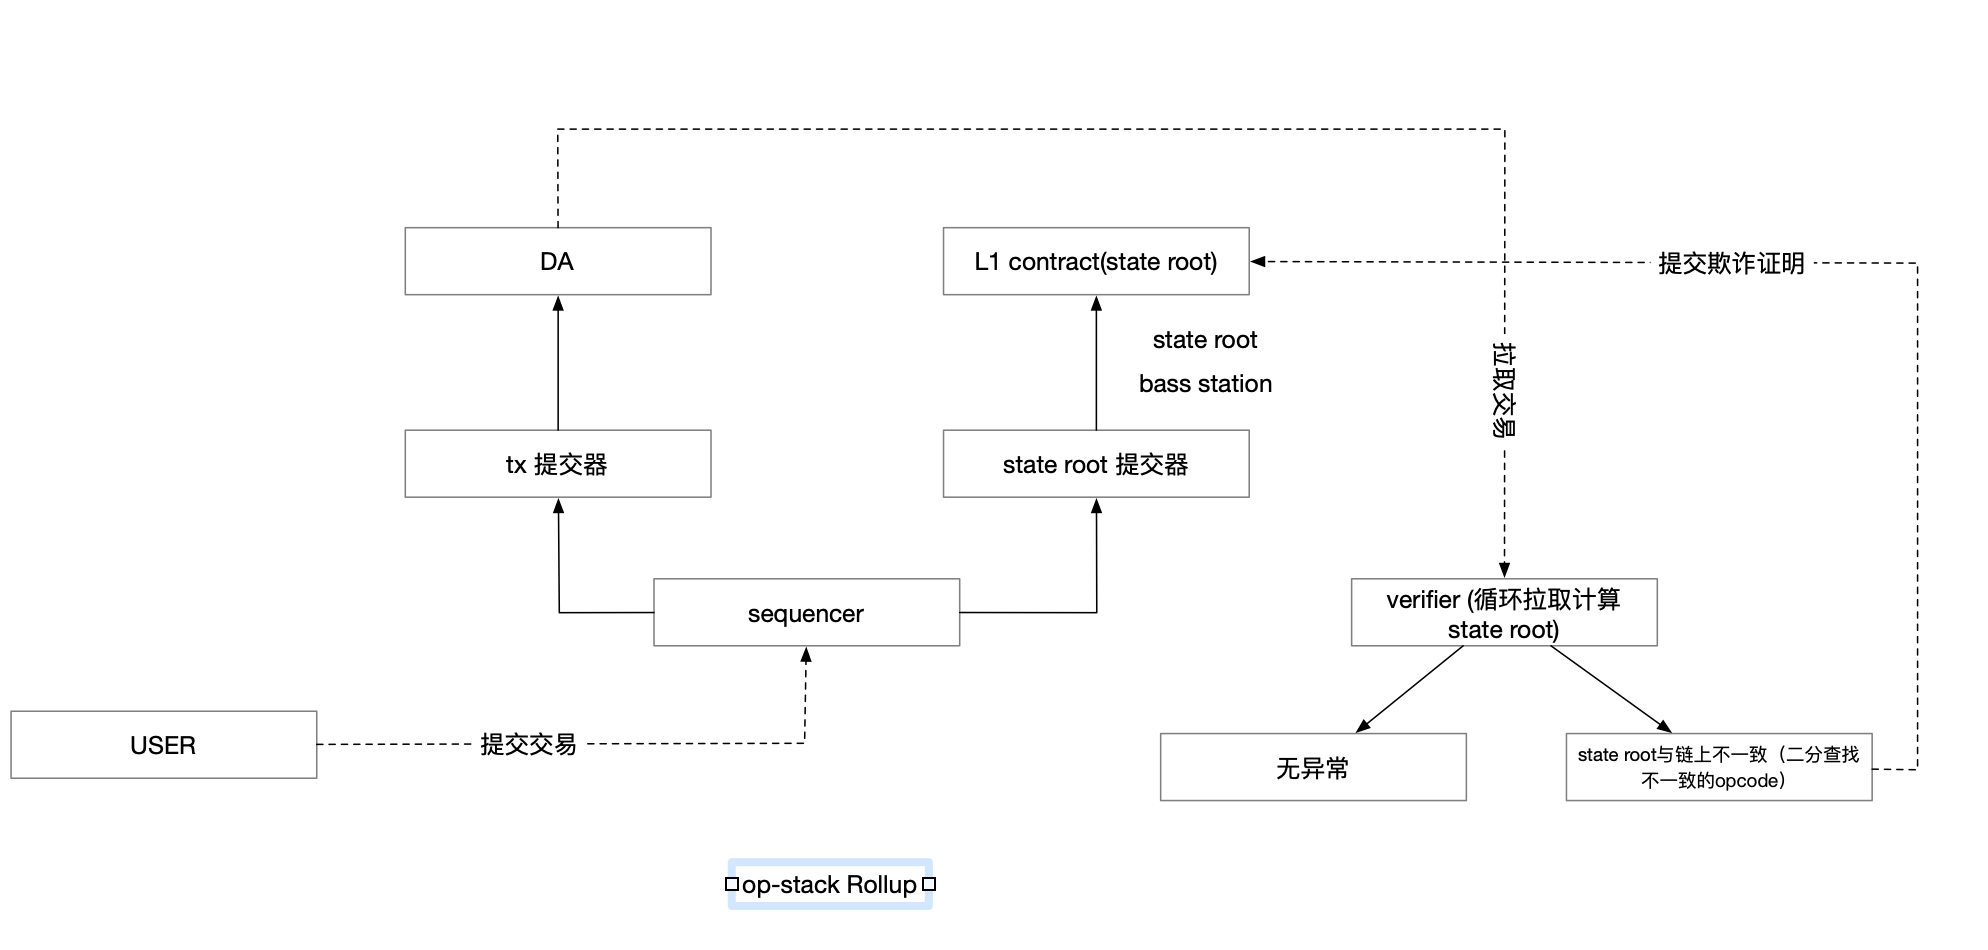 DA
L1 contract(state root)
提交欺诈证明
state root
bass station
拉取交易
tx 提交器
state root 提交器
sequencer
verifier (循环拉取计算
state root)
USER
提交交易
无异常
state root与链上不一致（二分查找
不一致的opcode）
op-stack Rollup